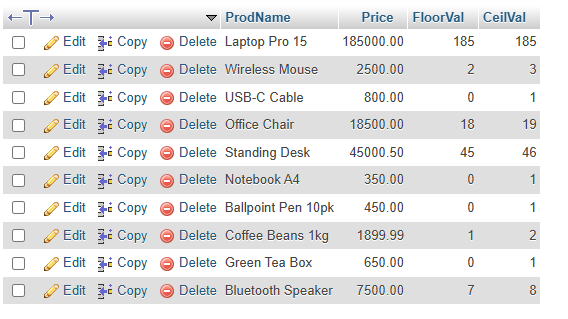 ProdName Price FloorVal CeilVal
Edit Copy Delete Laptop Pro 15 185000.00 185 185
Edit Copy Delete Wireless Mouse 2500.00 2 3
Edit Copy Delete USB-C Cable 800.00 0 1
Edit Copy Delete Office Chair 18500.00 18 19
Edit Copy Delete Standing Desk 45000.50 45 46
Edit Copy Delete Notebook A4 350.00 0 1
Edit Copy Delete Ballpoint Pen 10pk 450.00 0 1
Edit Copy Delete Coffee Beans 1kg 1899.99 1 2
Edit Copy Delete Green Tea Box 650.00 0 1
Edit Copy Delete Bluetooth Speaker 7500.00 7 8